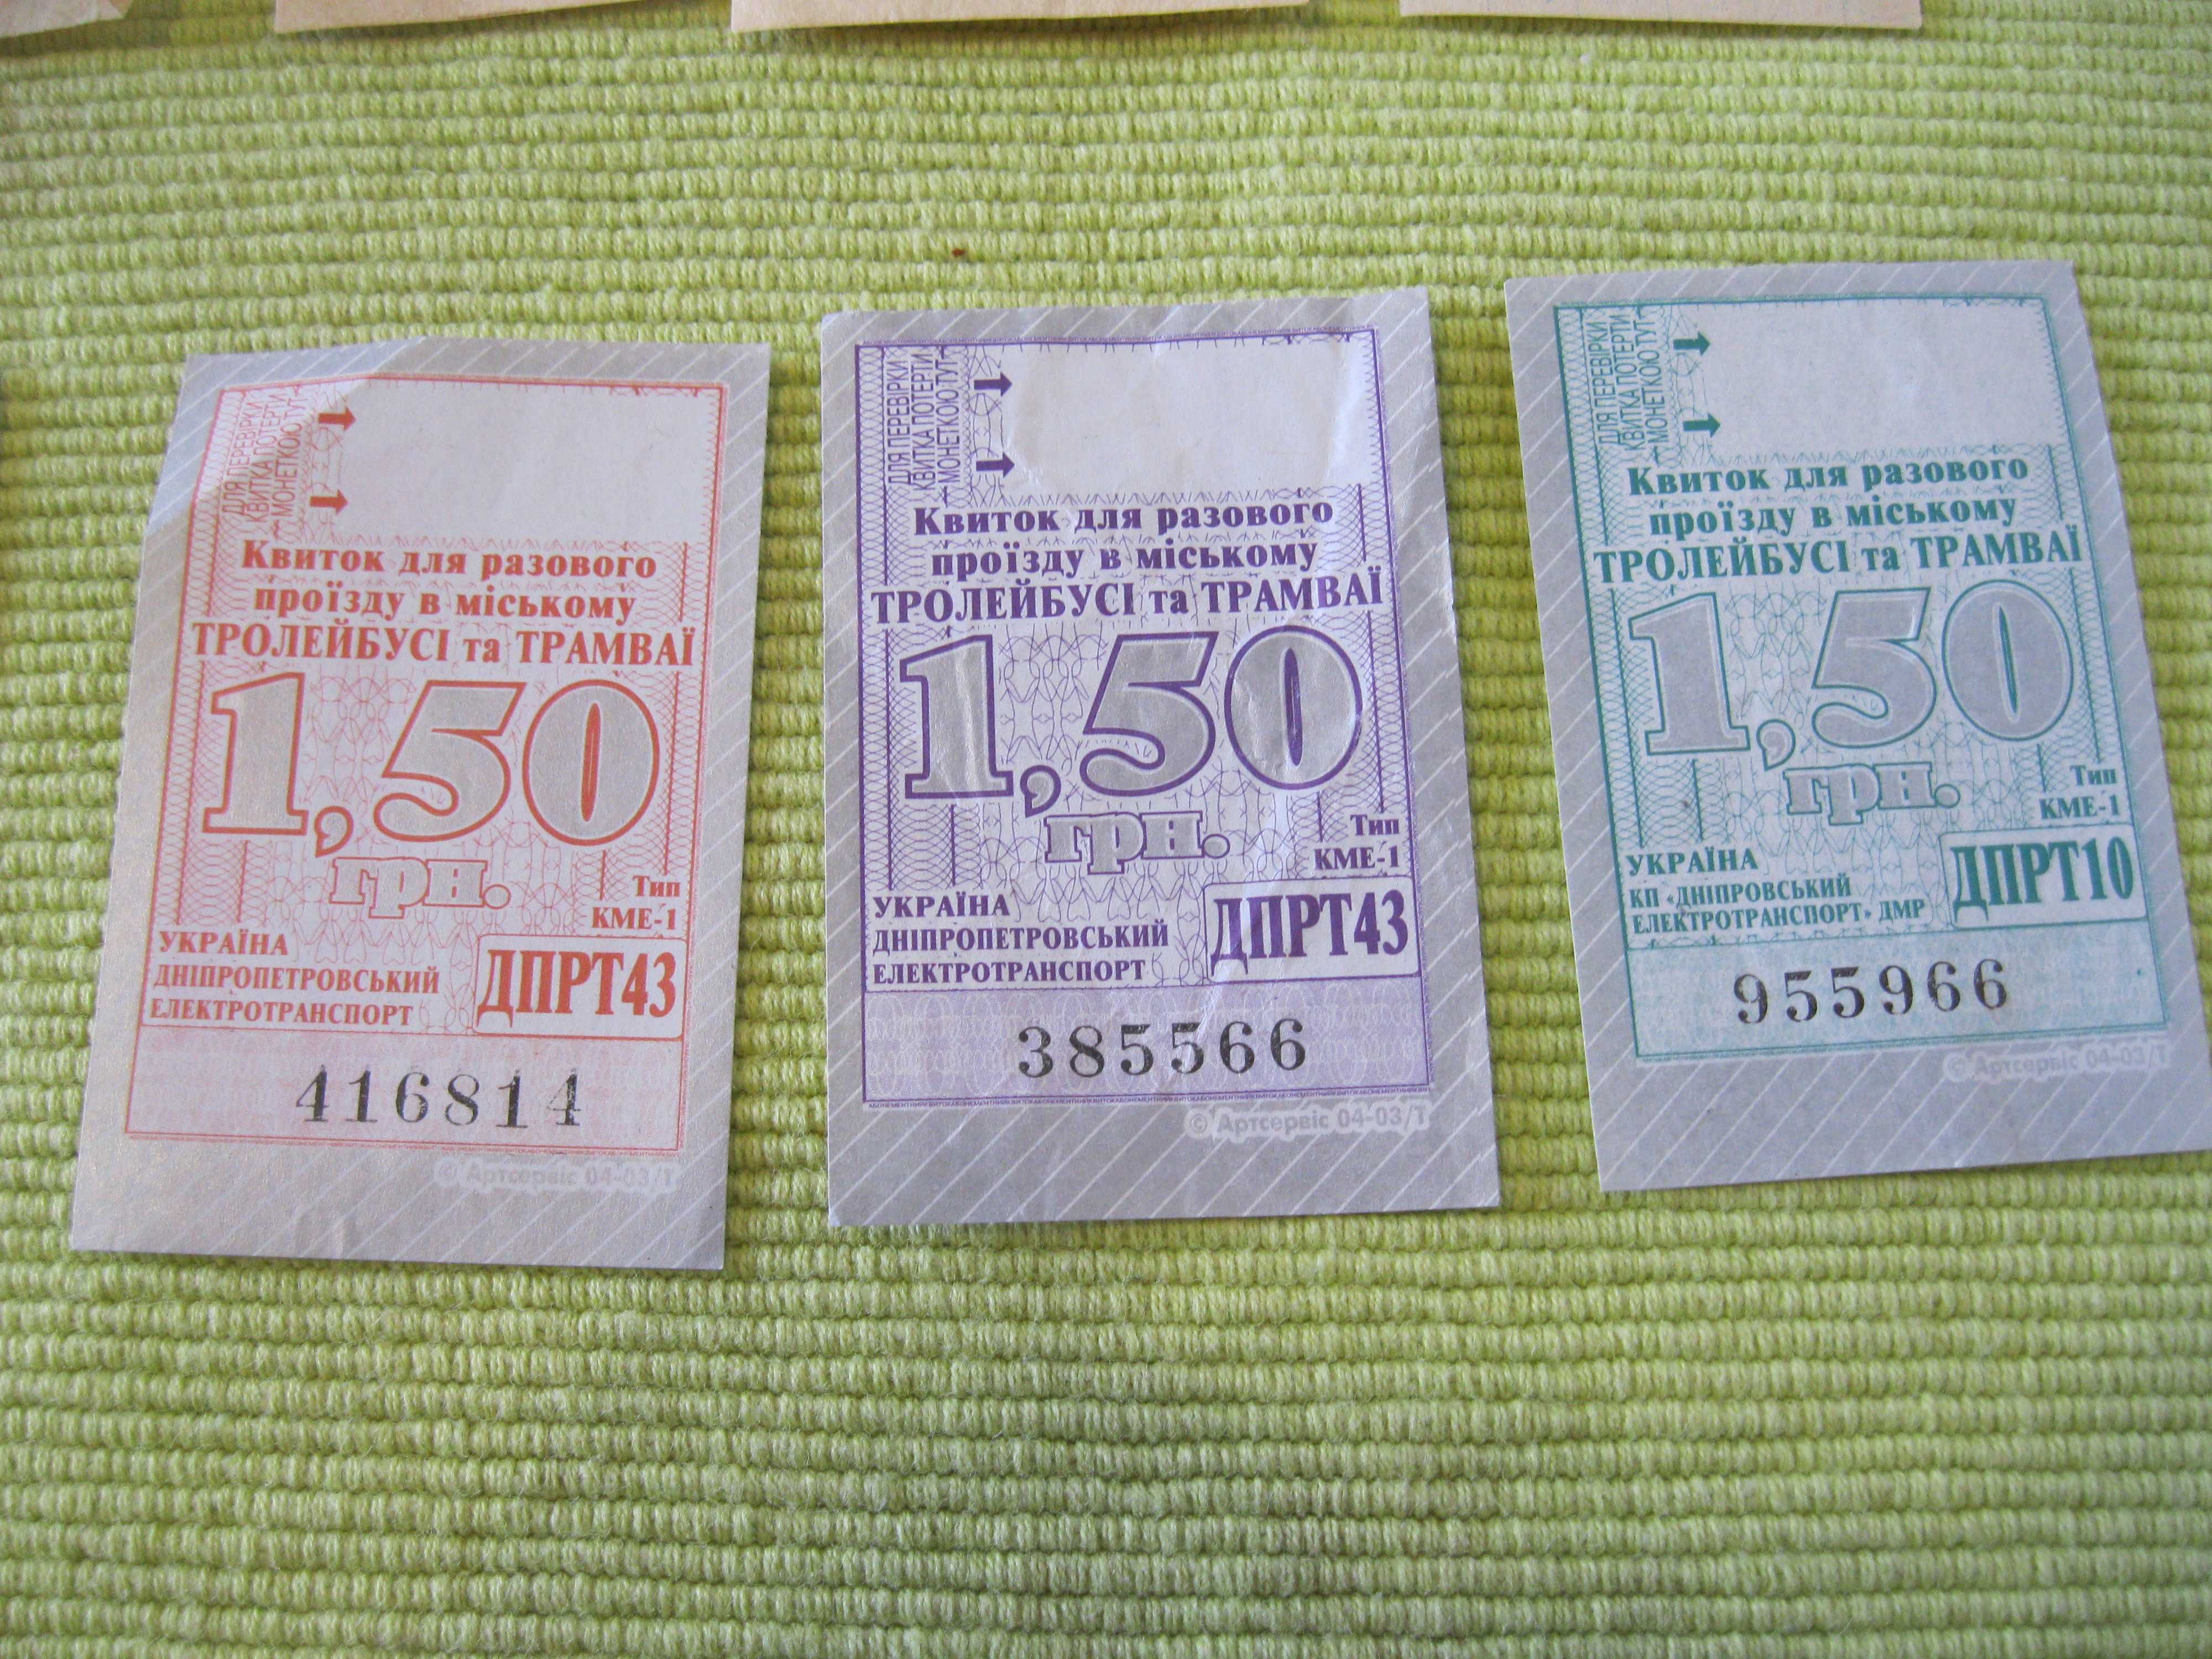 ДЛЯ ПЕРЕВІРКИ
КВИТКА ПОТЕРТИ
МОНЕТКОЮ ТУТ
Квиток для разового
проїзду в міському
ТРОЛЕЙБУСІ та ТРАМВАЇ
1,50
грн.
Тип
КМЕ-1
УКРАЇНА
ДНІПРОПЕТРОВСЬКИЙ
ЕЛЕКТРОТРАНСПОРТ
ДПРТ43
416814
© Артсервіс 04-03/Т
ДЛЯ ПЕРЕВІРКИ
КВИТКА ПОТЕРТИ
МОНЕТКОЮ ТУТ
Квиток для разового
проїзду в міському
ТРОЛЕЙБУСІ та ТРАМВАЇ
1,50
грн.
Тип
КМЕ-1
УКРАЇНА
ДНІПРОПЕТРОВСЬКИЙ
ЕЛЕКТРОТРАНСПОРТ
ДПРТ43
385566
© Артсервіс 04-03/Т
ДЛЯ ПЕРЕВІРКИ
КВИТКА ПОТЕРТИ
МОНЕТКОЮ ТУТ
Квиток для разового
проїзду в міському
ТРОЛЕЙБУСІ та ТРАМВАЇ
1,50
грн.
Тип
КМЕ-1
УКРАЇНА
КП «ДНІПРОВСЬКИЙ
ЕЛЕКТРОТРАНСПОРТ» ДМР
ДПРТ10
955966
© Артсервіс 04-03/Т